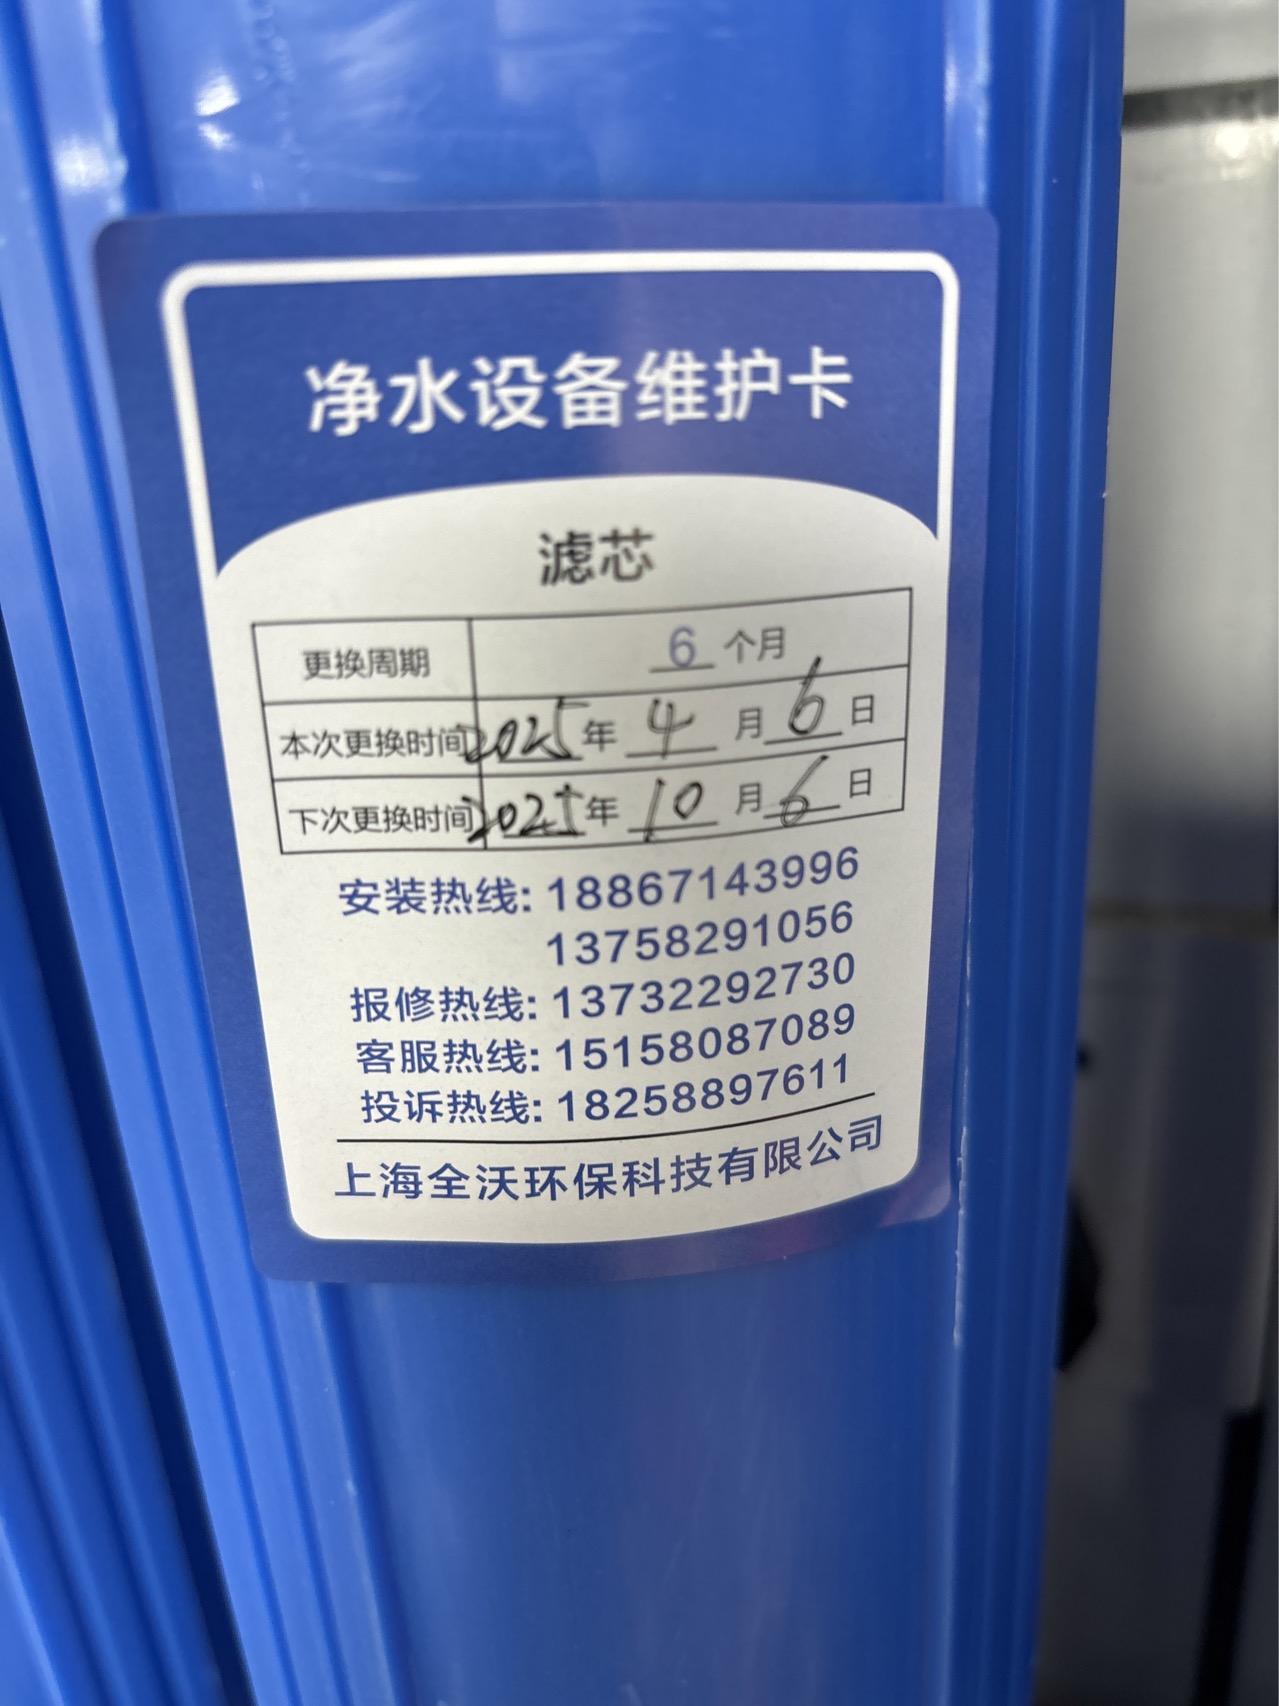 净水设备维护卡
滤芯
更换周期 6 个月
本次更换时间 2025 年 4 月 6 日
下次更换时间 2025 年 10 月 6 日
安装热线: 18867143996
13758291056
报修热线: 13732292730
客服热线: 15158087089
投诉热线: 18258897611
上海全沃环保科技有限公司